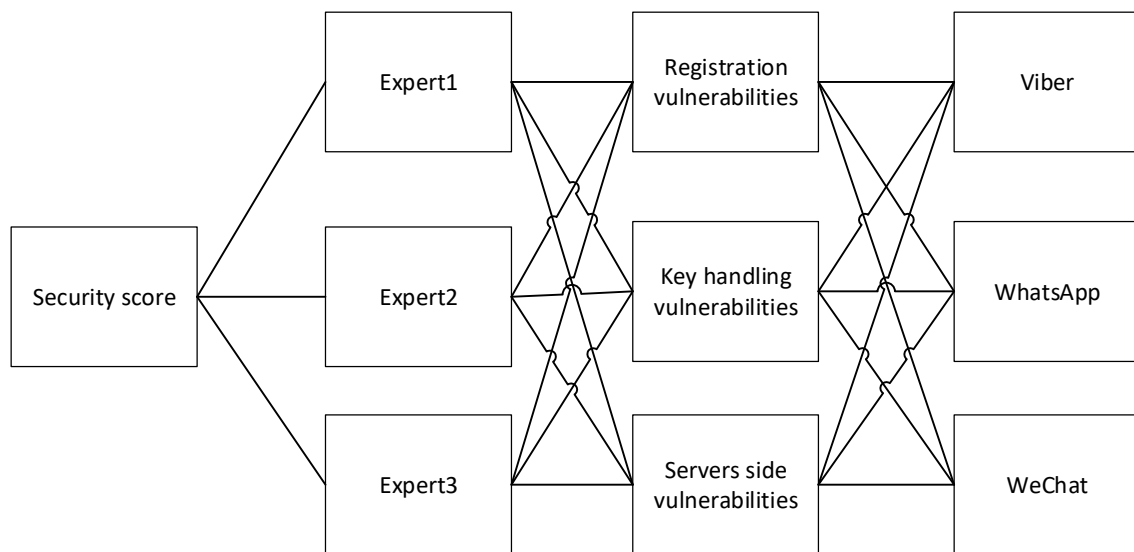 Security score
Expert1
Expert2
Expert3
Registration
vulnerabilities
Key handling
vulnerabilities
Servers side
vulnerabilities
Viber
WhatsApp
WeChat